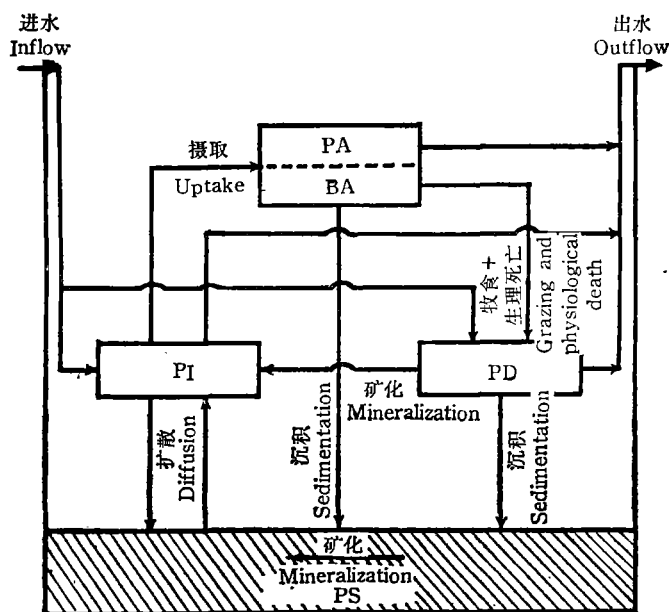 进水
Inflow
出水
Outflow
摄取
Uptake
PA
BA
牧食+
生理死亡
Grazing and
physiological
death
PI
PD
矿化
Mineralization
扩散
Diffusion
沉积
Sedimentation
沉积
Sedimentation
矿化
Mineralization
PS